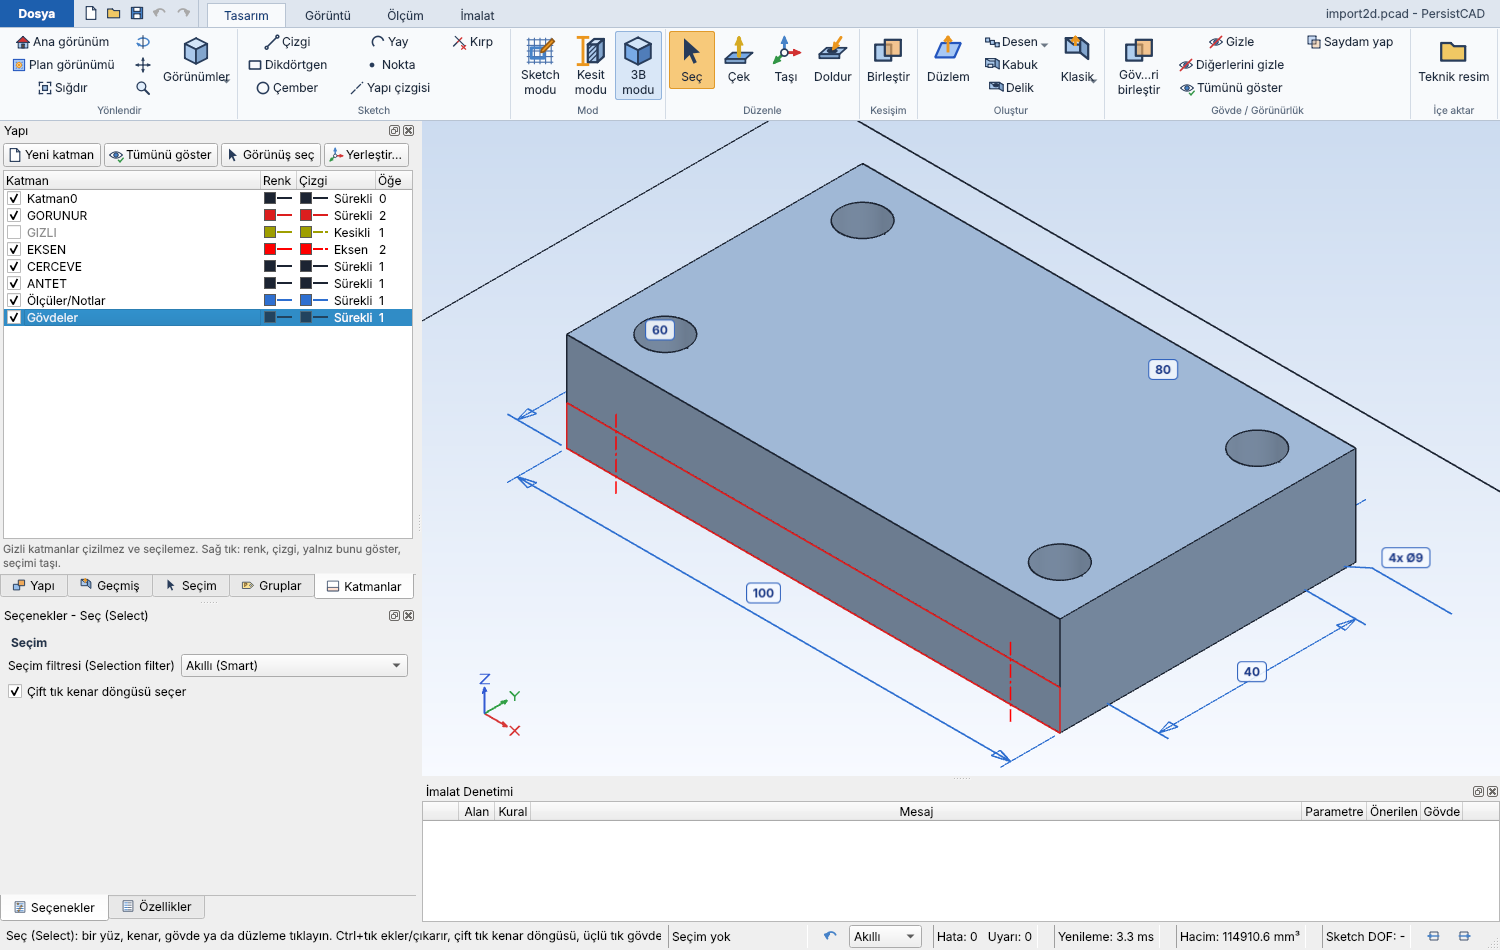 Dosya
Tasarım
Görüntü
Ölçüm
İmalat
import2d.pcad - PersistCAD
Ana görünüm
Plan görünümü
Sığdır
Görünümler
Yönlendir
Çizgi
Dikdörtgen
Çember
Yay
Nokta
Yapı çizgisi
Kırp
Sketch
Sketch modu
Kesit modu
3B modu
Mod
Seç
Çek
Taşı
Doldur
Düzenle
Birleştir
Kesişim
Düzlem
Desen
Kabuk
Delik
Klasik
Oluştur
Göv...ri birleştir
Gizle
Diğerlerini gizle
Tümünü göster
Saydam yap
Gövde / Görünürlük
Teknik resim
İçe aktar
Yapı
Yeni katman
Tümünü göster
Görünüş seç
Yerleştir...
Katman Renk Çizgi Öğe
Katman0 Sürekli 0
GORUNUR Sürekli 2
GIZLI Kesikli 1
EKSEN Eksen 2
CERCEVE Sürekli 1
ANTET Sürekli 1
Ölçüler/Notlar Sürekli 1
Gövdeler Sürekli 1
Gizli katmanlar çizilmez ve seçilemez. Sağ tık: renk, çizgi, yalnız bunu göster,
seçimi taşı.
Yapı
Geçmiş
Seçim
Gruplar
Katmanlar
Seçenekler - Seç (Select)
Seçim
Seçim filtresi (Selection filter) Akıllı (Smart)
Çift tık kenar döngüsü seçer
Seçenekler
Özellikler
60
80
100
4x Ø9
40
Z
Y
X
İmalat Denetimi
Alan Kural Mesaj Parametre Önerilen Gövde
Seç (Select): bir yüz, kenar, gövde ya da düzleme tıklayın. Ctrl+tık ekler/çıkarır, çift tık kenar döngüsü, üçlü tık gövde
Seçim yok
Akıllı
Hata: 0 Uyarı: 0
Yenileme: 3.3 ms
Hacim: 114910.6 mm³
Sketch DOF: -